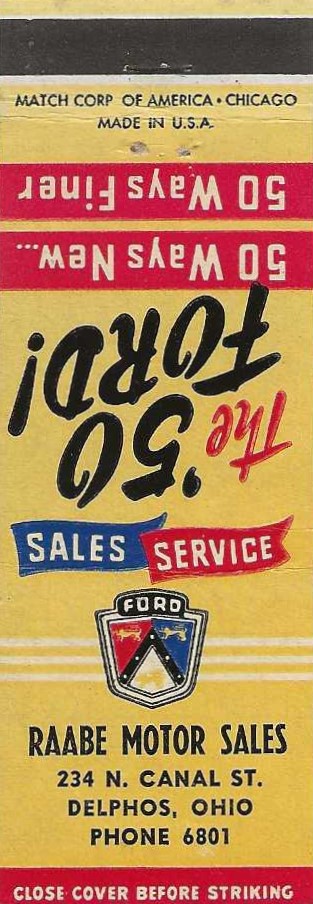 MATCH CORP OF AMERICA • CHICAGO
MADE IN U.S.A.
The '50
FORD!
50 Ways New...
50 Ways Finer
SALES SERVICE
FORD
RAABE MOTOR SALES
234 N. CANAL ST.
DELPHOS, OHIO
PHONE 6801
CLOSE COVER BEFORE STRIKING